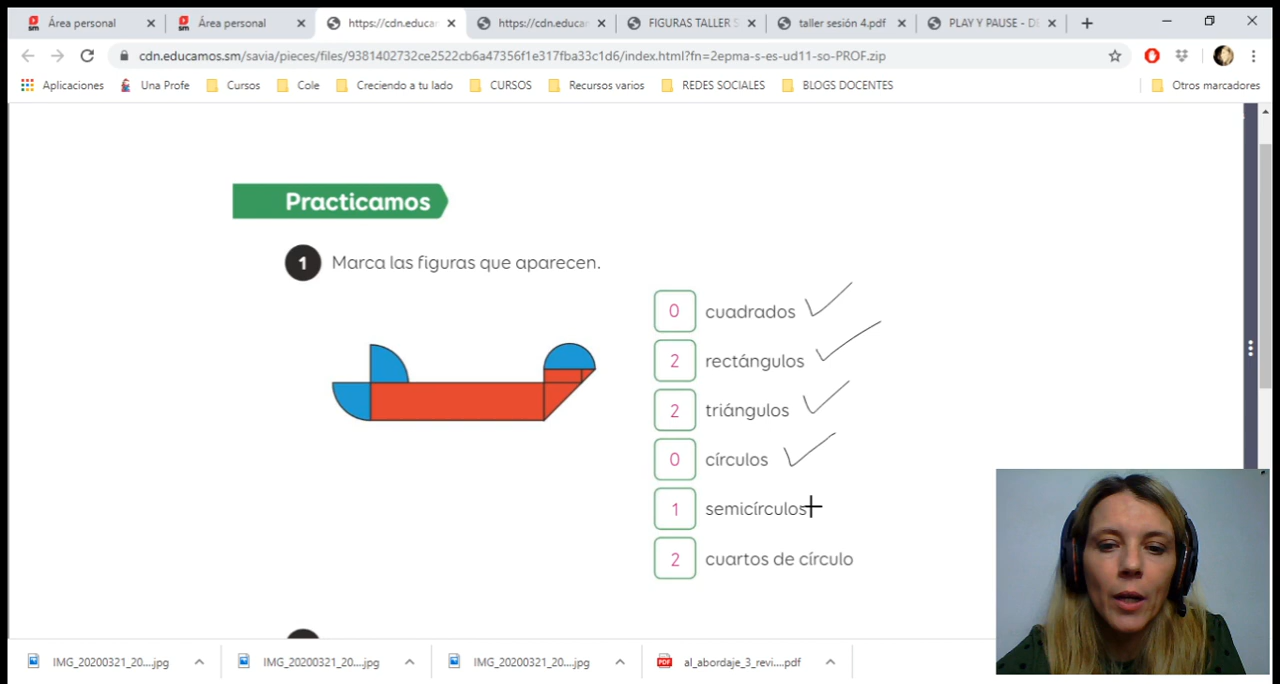 Área personal
Área personal
https://cdn.educa
https://cdn.educa
FIGURAS TALLER S
taller sesión 4.pdf
PLAY Y PAUSE - DE
cdn.educamos.sm/savia/pieces/files/9381402732ce2522cb6a47356f1e317fba33c1d6/index.html?fn=2epma-s-es-ud11-so-PROF.zip
Aplicaciones
Una Profe
Cursos
Cole
Creciendo a tu lado
CURSOS
Recursos varios
REDES SOCIALES
BLOGS DOCENTES
Otros marcadores
Practicamos
1 Marca las figuras que aparecen.
0 cuadrados
2 rectángulos
2 triángulos
0 círculos
1 semicírculos
2 cuartos de círculo
IMG_20200321_20....jpg
IMG_20200321_20....jpg
IMG_20200321_20....jpg
PDF al_abordaje_3_revi....pdf